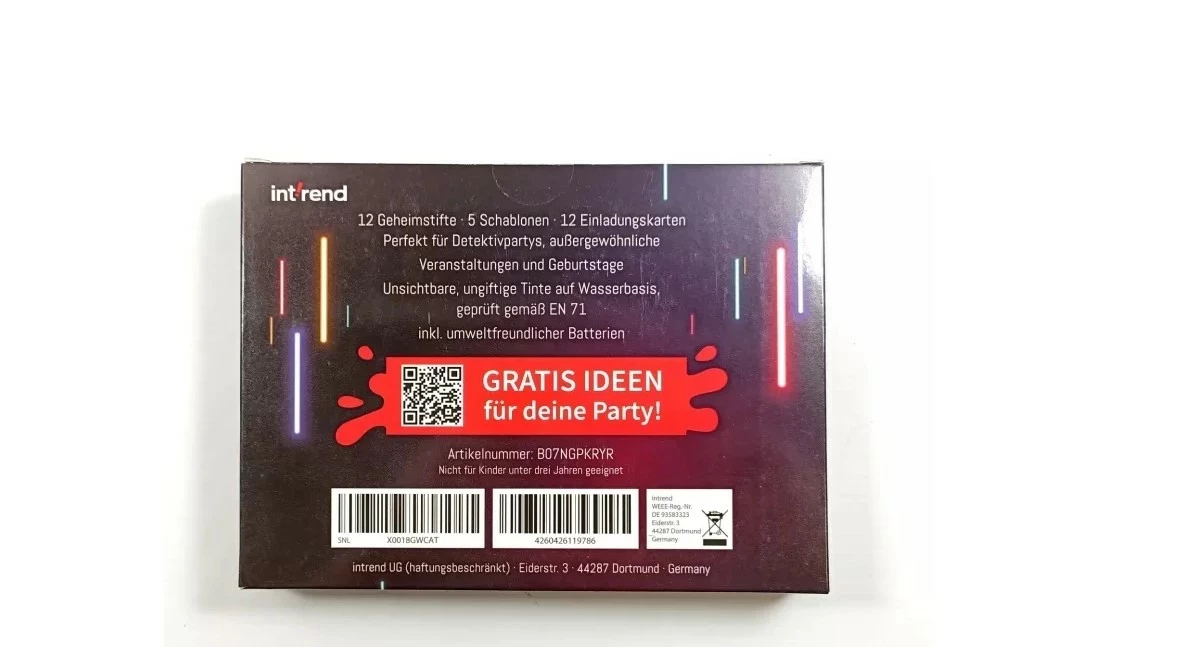 int!rend
12 Geheimstifte · 5 Schablonen · 12 Einladungskarten
Perfekt für Detektivpartys, außergewöhnliche
Veranstaltungen und Geburtstage
Unsichtbare, ungiftige Tinte auf Wasserbasis,
geprüft gemäß EN 71
inkl. umweltfreundlicher Batterien
GRATIS IDEEN
für deine Party!
Artikelnummer: B07NGPKRYR
Nicht für Kinder unter drei Jahren geeignet
SNL X001BGWCAT
4260426119786
Intrend
WEEE-Reg.-Nr.
DE 93583323
Eiderstr. 3
44287 Dortmund
Germany
intrend UG (haftungsbeschränkt) · Eiderstr. 3 · 44287 Dortmund · Germany